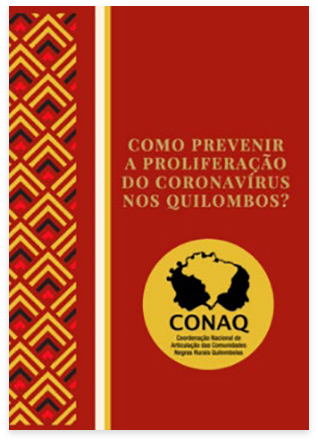 COMO PREVENIR
A PROLIFERAÇÃO
DO CORONAVÍRUS
NOS QUILOMBOS?
CONAQ
Coordenação Nacional de
Articulação das Comunidades
Negras Rurais Quilombolas